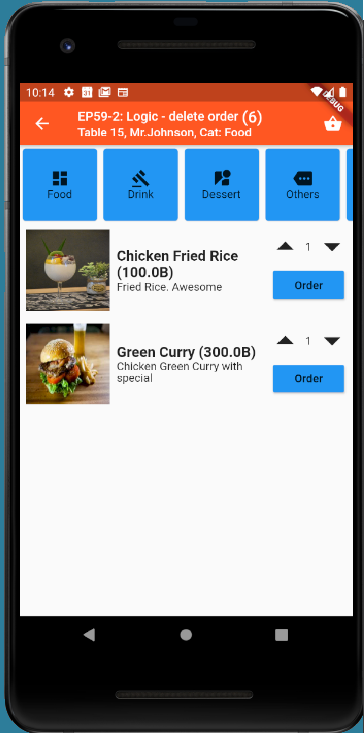 10:14
31
DEBUG
EP59-2: Logic - delete order (6)
Table 15, Mr.Johnson, Cat: Food
Food
Drink
Dessert
Others
Chicken Fried Rice
(100.0B)
Fried Rice. Awesome
1
Order
Green Curry (300.0B)
Chicken Green Curry with
special
1
Order